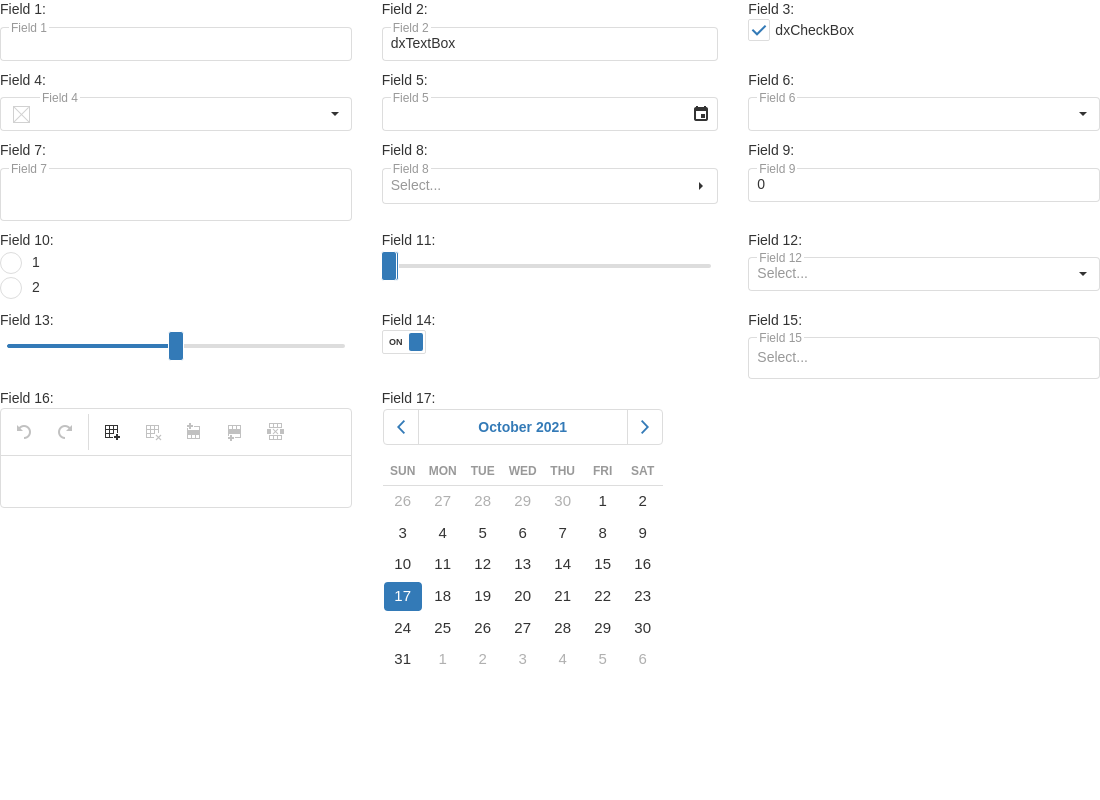 Field 1:
Field 1
Field 2:
Field 2
dxTextBox
Field 3:
dxCheckBox
Field 4:
Field 4
Field 5:
Field 5
Field 6:
Field 6
Field 7:
Field 7
Field 8:
Field 8
Select...
Field 9:
Field 9
0
Field 10:
1
2
Field 11:
Field 12:
Field 12
Select...
Field 13:
Field 14:
ON
Field 15:
Field 15
Select...
Field 16:
Field 17:
October 2021
SUN MON TUE WED THU FRI SAT
26 27 28 29 30 1 2
3 4 5 6 7 8 9
10 11 12 13 14 15 16
17 18 19 20 21 22 23
24 25 26 27 28 29 30
31 1 2 3 4 5 6